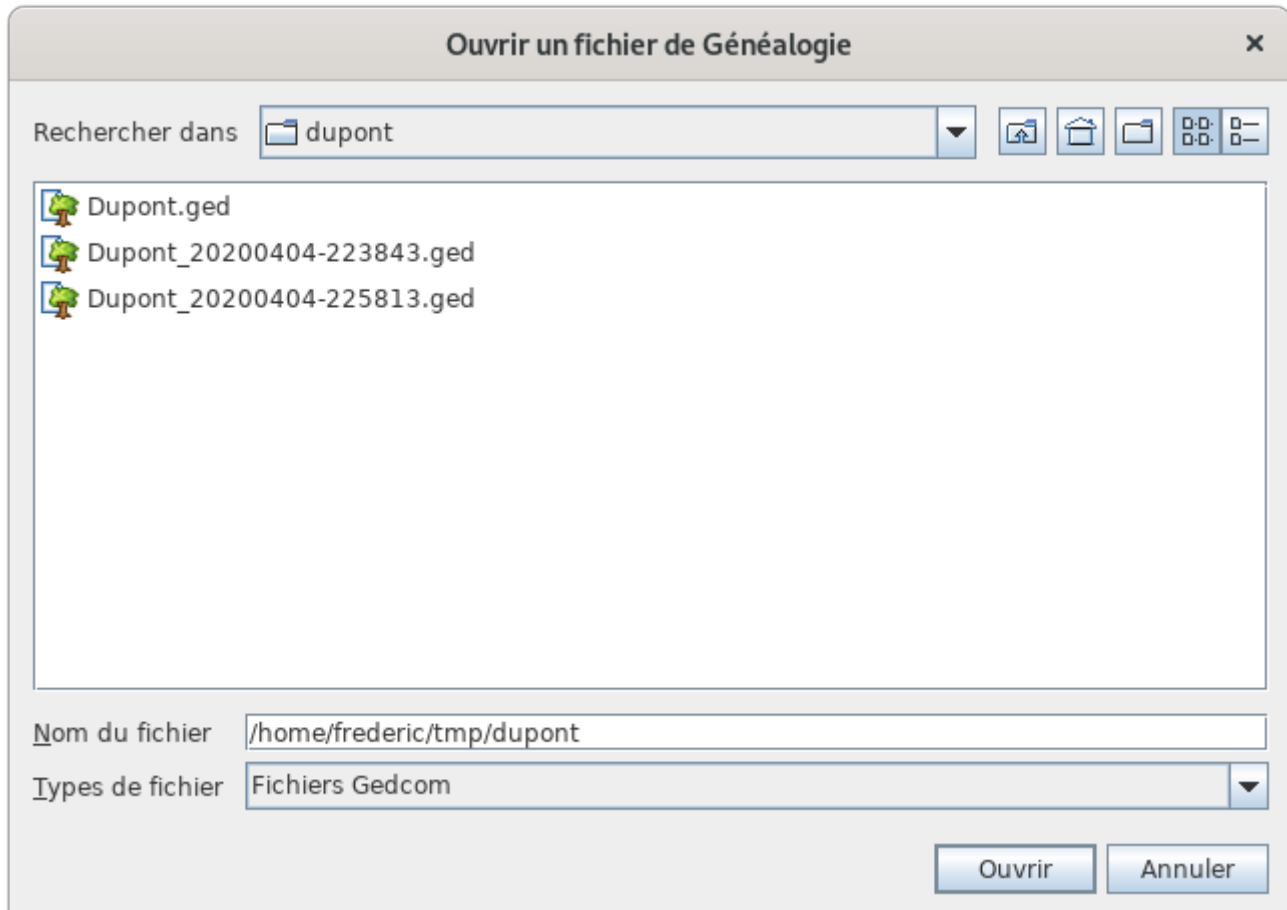 Ouvrir un fichier de Généalogie
Rechercher dans dupont
Dupont.ged
Dupont_20200404-223843.ged
Dupont_20200404-225813.ged
Nom du fichier /home/frederic/tmp/dupont
Types de fichier Fichiers Gedcom
Ouvrir Annuler